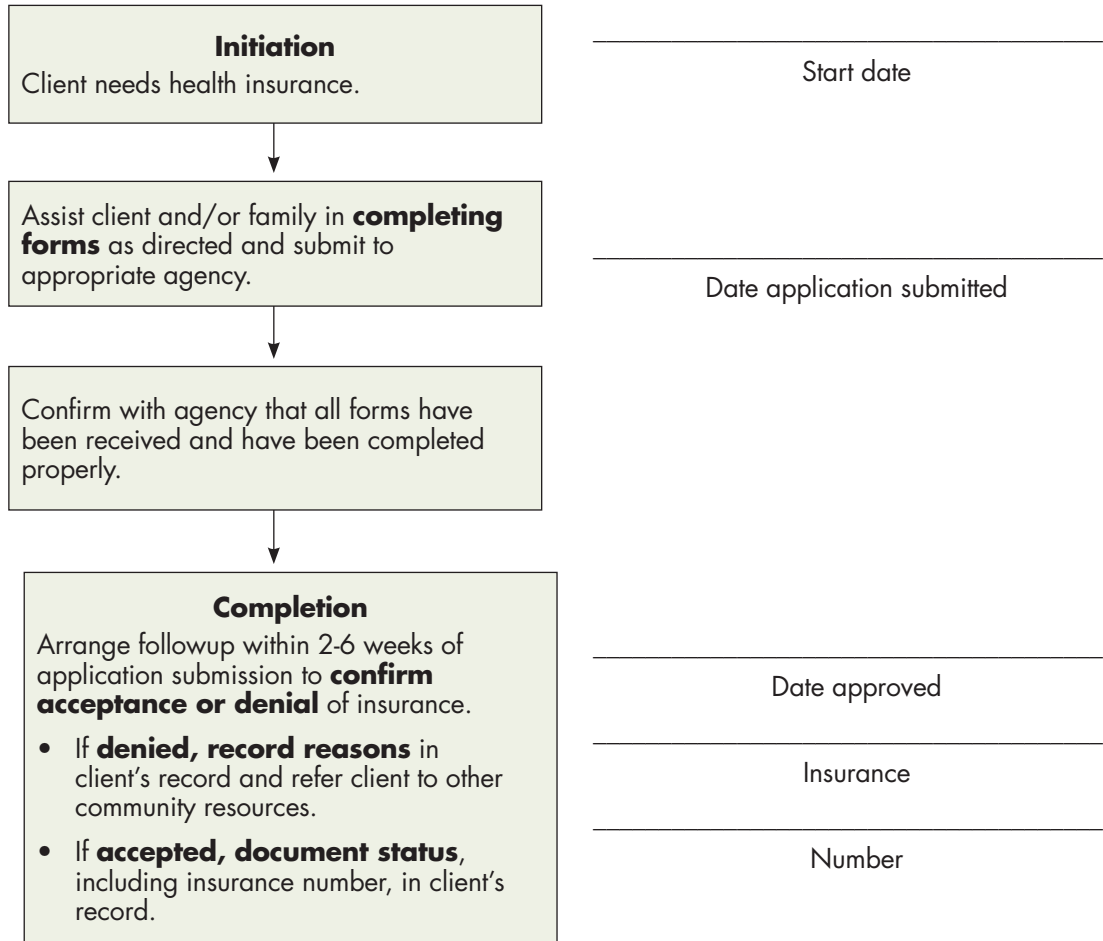 Initiation
Client needs health insurance.
Start date
Assist client and/or family in completing
forms as directed and submit to
appropriate agency.
Date application submitted
Confirm with agency that all forms have
been received and have been completed
properly.
Completion
Arrange followup within 2-6 weeks of
application submission to confirm
acceptance or denial of insurance.
• If denied, record reasons in
client's record and refer client to other
community resources.
• If accepted, document status,
including insurance number, in client's
record.
Date approved
Insurance
Number